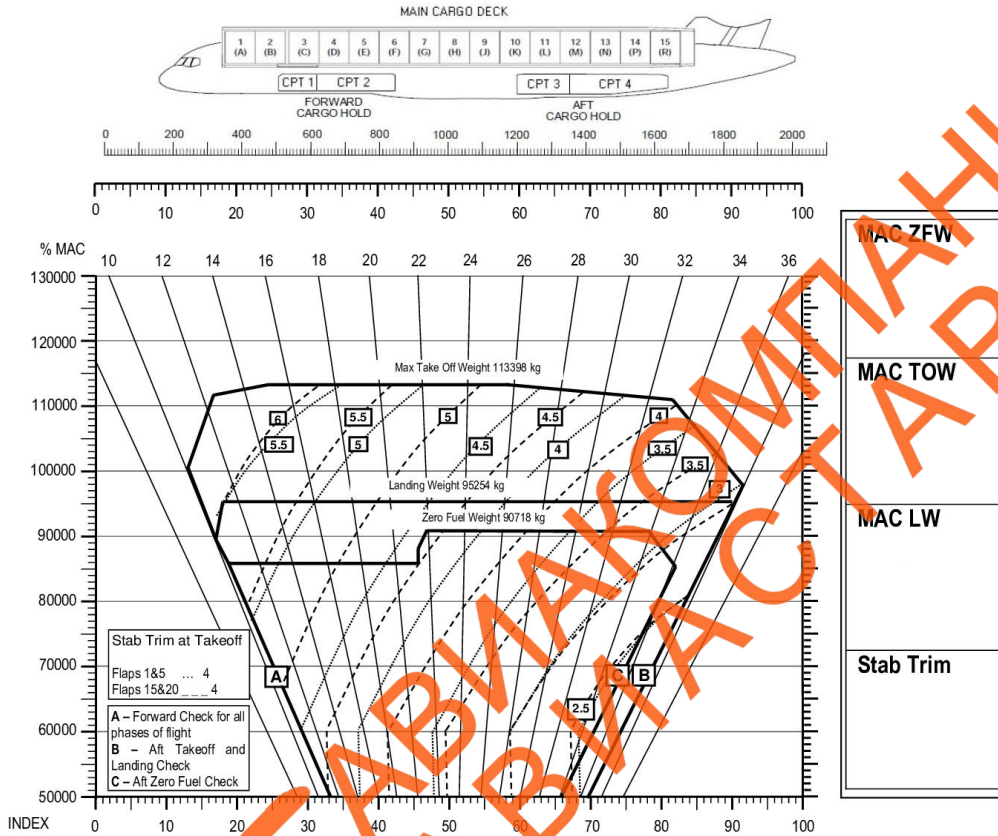 MAIN CARGO DECK
1 2 3 4 5 6 7 8 9 10 11 12 13 14 15
(A) (B) (C) (D) (E) (F) (G) (H) (J) (K) (L) (M) (N) (P) (R)
CPT 1 CPT 2 CPT 3 CPT 4
FORWARD CARGO HOLD
AFT CARGO HOLD
0 200 400 600 800 1000 1200 1400 1600 1800 2000
0 10 20 30 40 50 60 70 80 90 100
% MAC 10 12 13 14 16 18 19 20 22 24 26 27 28 30 31 32 34 36
130000
120000
Max Take Off Weight 113398 kg
110000
6 5.5 5 4.5 4
5.5 5 4.5 4 3.5
3.5
100000
3
Landing Weight 95254 kg
Zero Fuel Weight 90718 kg
90000
80000
70000
A C B
2.5
60000
50000
Stab Trim at Takeoff
Flaps 1&5 ... 4
Flaps 15&20 _ _ _ 4
A – Forward Check for all
phases of flight
B – Aft Takeoff and
Landing Check
C – Aft Zero Fuel Check
INDEX 0 10 20 30 40 50 60 70 80 90 100
MAC ZFW
MAC TOW
MAC LW
Stab Trim
АВИАКОМПАН
АВИАСТАР